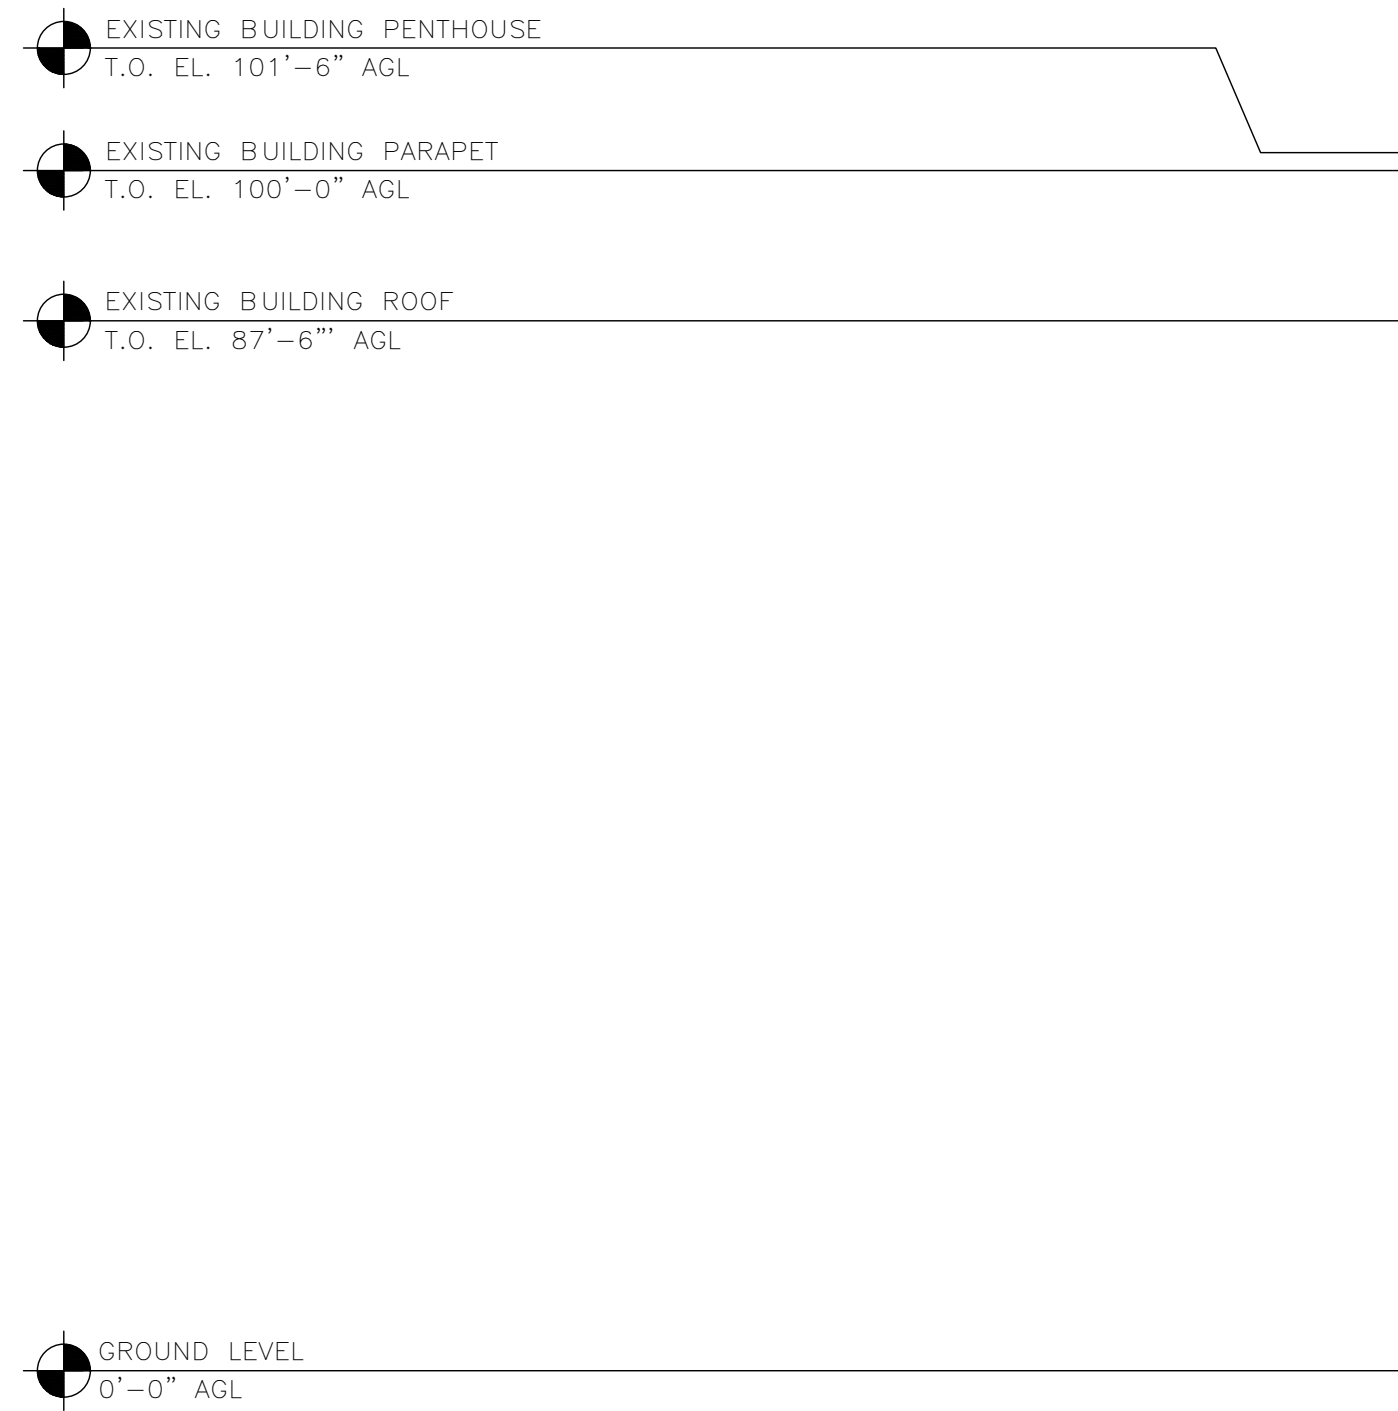 EXISTING BUILDING PENTHOUSE
T.O. EL. 101'-6" AGL
EXISTING BUILDING PARAPET
T.O. EL. 100'-0" AGL
EXISTING BUILDING ROOF
T.O. EL. 87'-6"' AGL
GROUND LEVEL
0'-0" AGL